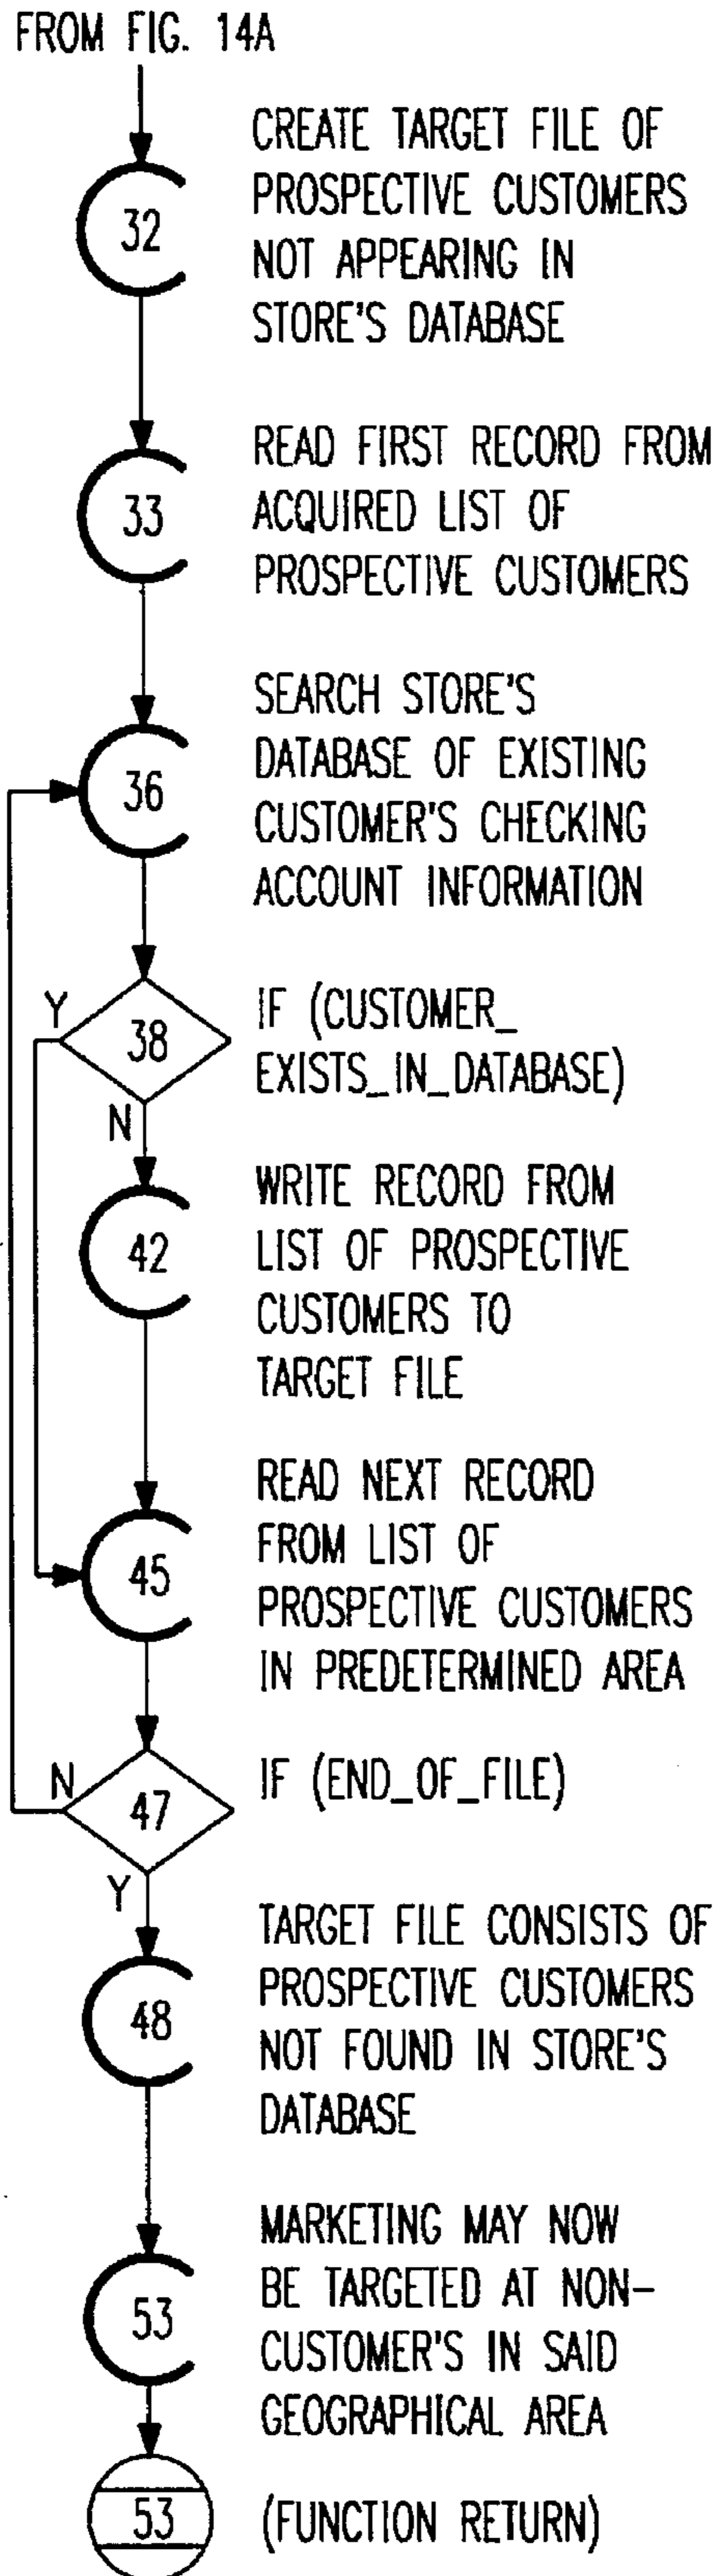 FROM FIG. 14A
32
CREATE TARGET FILE OF
PROSPECTIVE CUSTOMERS
NOT APPEARING IN
STORE'S DATABASE
33
READ FIRST RECORD FROM
ACQUIRED LIST OF
PROSPECTIVE CUSTOMERS
36
SEARCH STORE'S
DATABASE OF EXISTING
CUSTOMER'S CHECKING
ACCOUNT INFORMATION
Y
38
N
IF (CUSTOMER_
EXISTS_IN_DATABASE)
42
WRITE RECORD FROM
LIST OF PROSPECTIVE
CUSTOMERS TO
TARGET FILE
45
READ NEXT RECORD
FROM LIST OF
PROSPECTIVE CUSTOMERS
IN PREDETERMINED AREA
N
47
Y
IF (END_OF_FILE)
48
TARGET FILE CONSISTS OF
PROSPECTIVE CUSTOMERS
NOT FOUND IN STORE'S
DATABASE
53
MARKETING MAY NOW
BE TARGETED AT NON-
CUSTOMER'S IN SAID
GEOGRAPHICAL AREA
53
(FUNCTION RETURN)